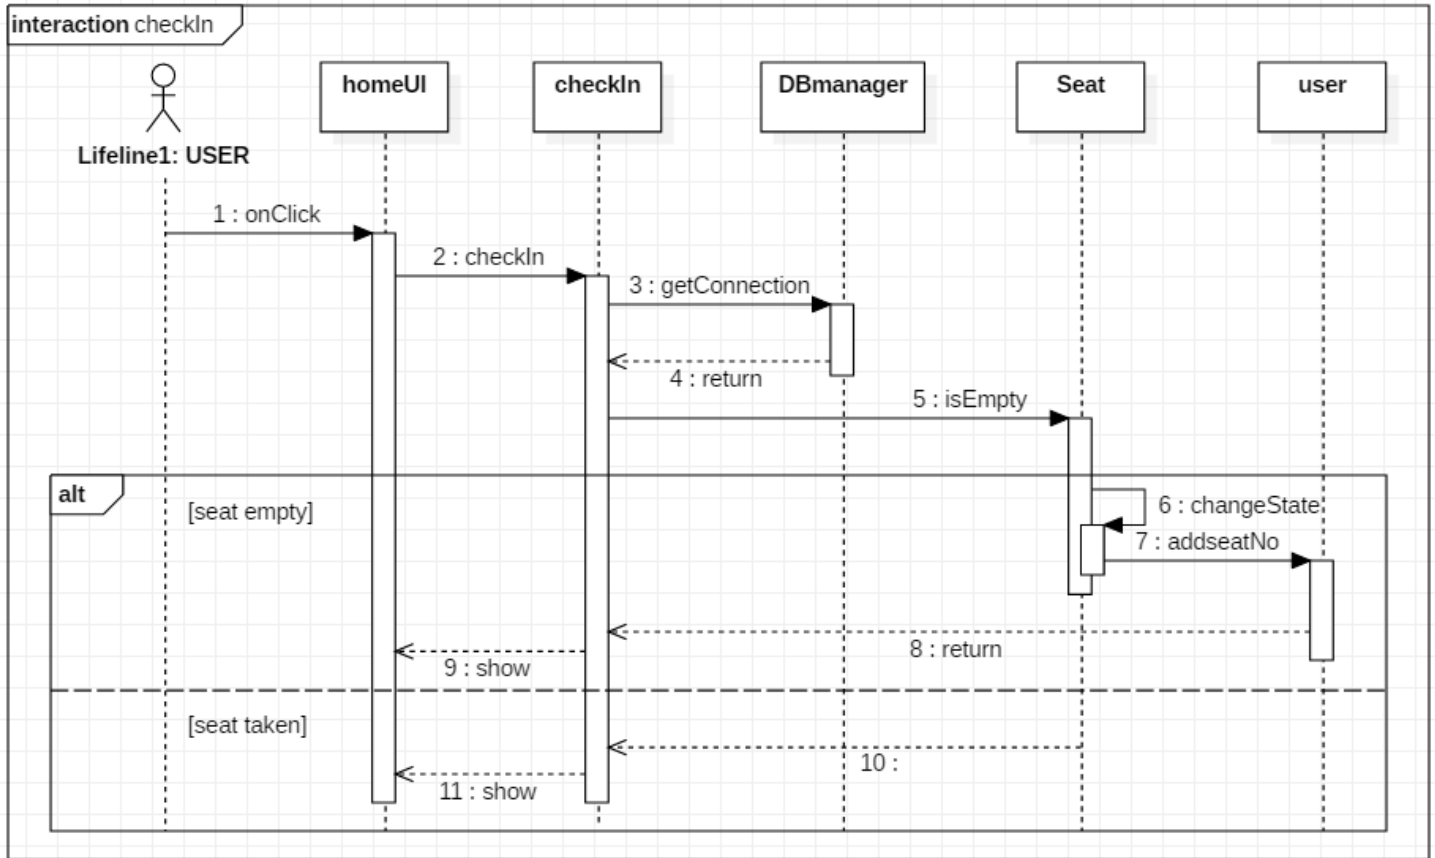 interaction checkIn
homeUI
checkIn
DBmanager
Seat
user
Lifeline1: USER
1 : onClick
2 : checkIn
3 : getConnection
4 : return
5 : isEmpty
alt
[seat empty]
6 : changeState
7 : addseatNo
8 : return
9 : show
[seat taken]
10 :
11 : show